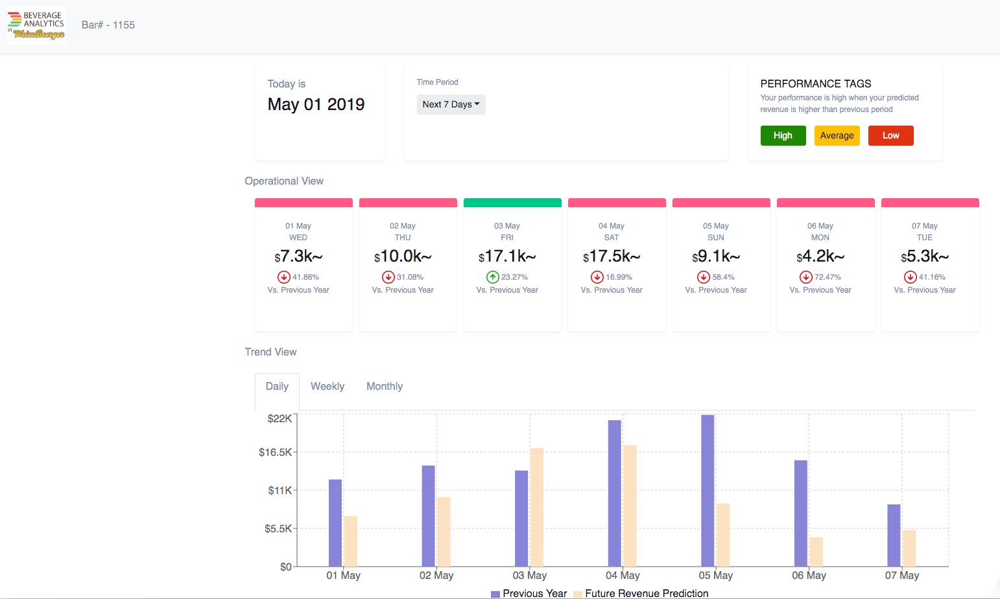 BEVERAGE
ANALYTICS
BY WeissBeerger
Bar# - 1155
Today is
May 01 2019
Time Period
Next 7 Days
PERFORMANCE TAGS
Your performance is high when your predicted
revenue is higher than previous period
High Average Low
Operational View
01 May
WED
$7.3k~
41.86%
Vs. Previous Year
02 May
THU
$10.0k~
31.08%
Vs. Previous Year
03 May
FRI
$17.1k~
23.27%
Vs. Previous Year
04 May
SAT
$17.5k~
16.99%
Vs. Previous Year
05 May
SUN
$9.1k~
58.4%
Vs. Previous Year
06 May
MON
$4.2k~
72.47%
Vs. Previous Year
07 May
TUE
$5.3k~
41.16%
Vs. Previous Year
Trend View
Daily Weekly Monthly
$22K
$16.5K
$11K
$5.5K
$0
01 May 02 May 03 May 04 May 05 May 06 May 07 May
Previous Year Future Revenue Prediction